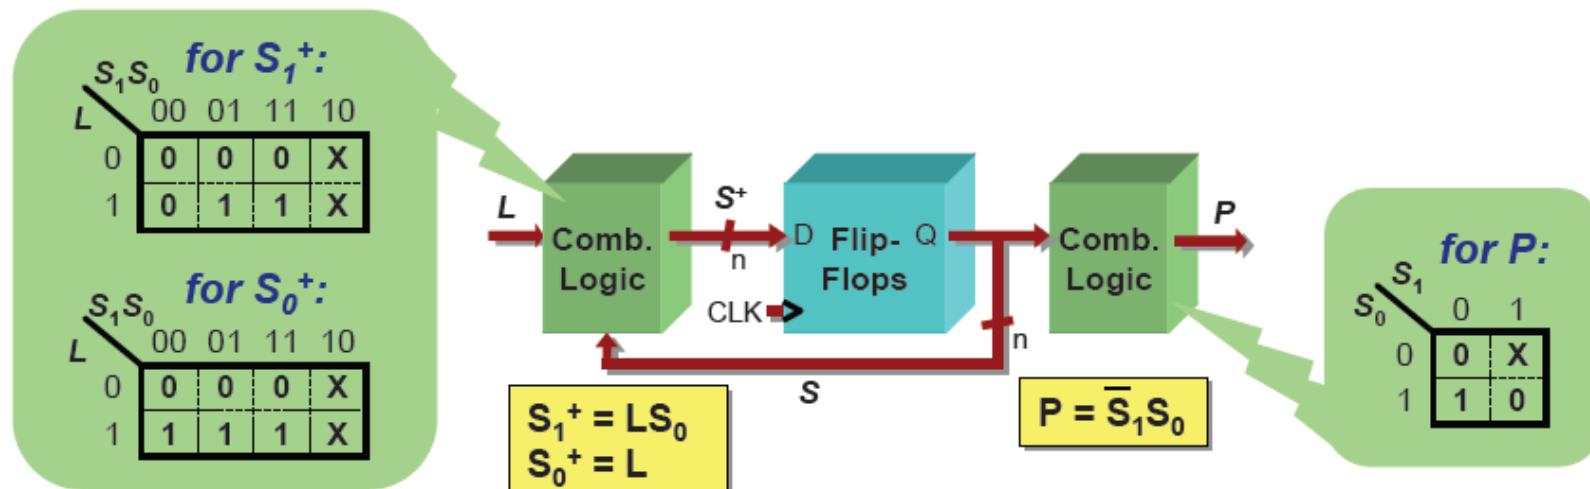 for S₁⁺:
S₁S₀
L
00 01 11 10
0 0 0 0 X
1 0 1 1 X
for S₀⁺:
S₁S₀
L
00 01 11 10
0 0 0 0 X
1 1 1 1 X
L
Comb.
Logic
S⁺
n
D Flip-Flops Q
CLK
n
S
Comb.
Logic
P
S₁⁺ = LS₀
S₀⁺ = L
P = S̅₁S₀
for P:
S₁
S₀
0 1
0 0 X
1 1 0